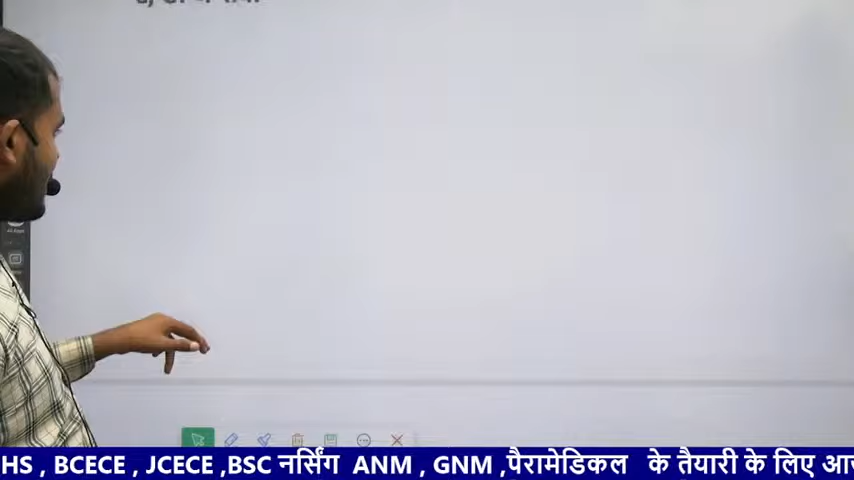 HS , BCECE , JCECE ,BSC नर्सिंग ANM , GNM ,पैरामेडिकल के तैयारी के लिए आ